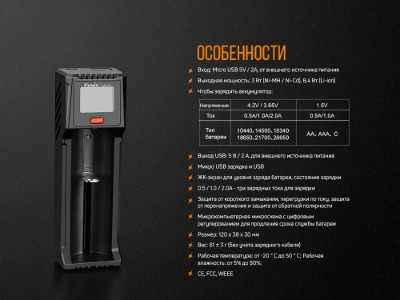 Fenix
ОСОБЕННОСТИ
Вход: Micro USB 5V / 2A, от внешнего источника питания
Выходная мощность: 3 Вт (Ni-MH / Ni-Cd), 8,4 Вт (Li-ion)
Чтобы зарядить аккумулятор:
Напряжение 4.2V / 3.65V 1.5V
Ток 0.5A/1.0A/2.0A 0.5A/1.0A
Тип батареи 10440, 14500, 16340 18650, 21700, 26650 AA, AAA, C
Выход USB: 5 В / 2 А, для внешнего источника питания
Микро USB зарядка и USB
ЖК-экран для уровня заряда батареи, состояние зарядки
0.5 / 1.0 / 2.0A - три зарядных тока для зарядки
Защита от короткого замыкания, перегрузки по току, защита
от перенапряжения и защита от обратной полярности
Микрокомпьютерная микросхема с цифровым
регулированием для продления срока службы батареи
Размер: 120 x 38 x 30 мм
Вес: 81 ± 3 г (без учета зарядного кабеля)
Рабочая температура: от -20 ° C до 50 ° C; Рабочая
влажность: от 5% до 90%;
CE, FCC, WEEE